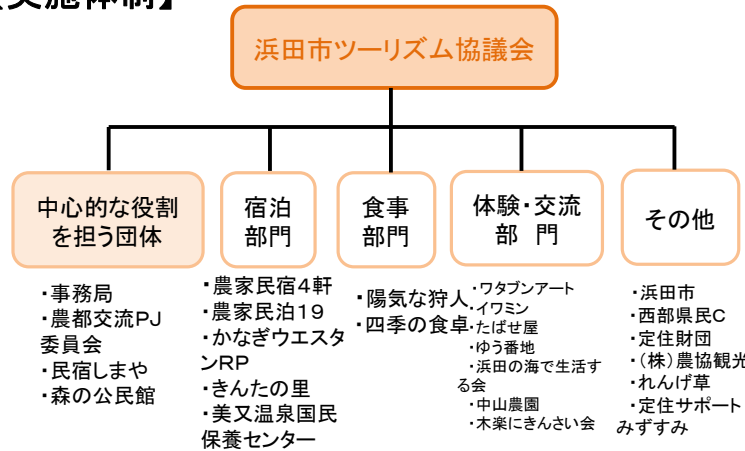 【実施体制】
浜田市ツーリズム協議会
中心的な役割
を担う団体
・事務局
・農都交流PJ
委員会
・民宿しまや
・森の公民館
宿泊
部門
・農家民宿4軒
・農家民泊19
・かなぎウエスタ
ンRP
・きんたの里
・美又温泉国民
保養センター
食事
部門
・陽気な狩人
・四季の食卓
体験・交流
部　門
・ワタブンアート
・イワミン
・たばせ屋
・ゆう番地
・浜田の海で生活す
る会
・中山農園
・木楽にきんさい会
その他
・浜田市
・西部県民C
・定住財団
・(株)農協観光
・れんげ草
・定住サポート
みずすみ